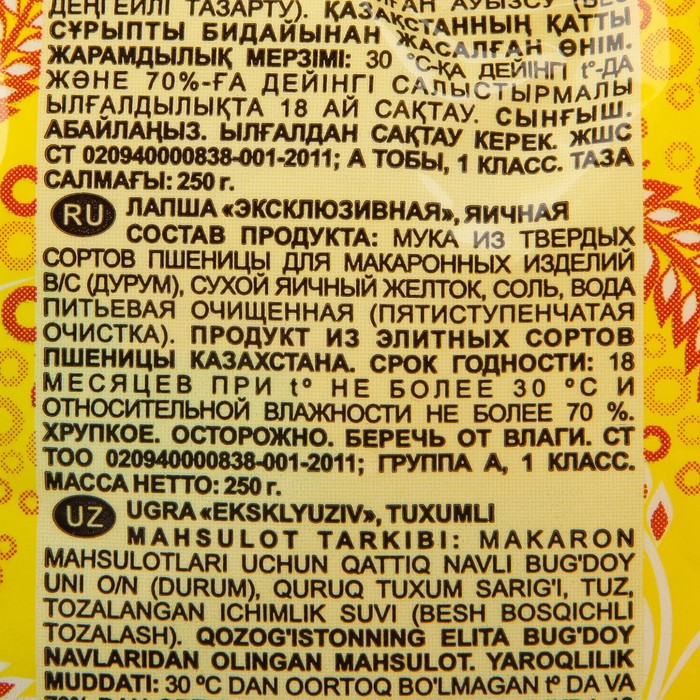 ДЕҢГЕЙЛІ ТАЗАРТУ). ҚАЗАҚСТАННЫҢ ҚАТТЫ
СҰРЫПТЫ БИДАЙЫНАН ЖАСАЛҒАН ӨНІМ.
ЖАРАМДЫЛЫҚ МЕРЗІМІ: 30 °С-ҚА ДЕЙІНГІ t°-ДА
ЖӘНЕ 70%-ҒА ДЕЙІНГІ САЛЫСТЫРМАЛЫ
ЫЛҒАЛДЫЛЫҚТА 18 АЙ САҚТАУ. СЫНҒЫШ.
АБАЙЛАҢЫЗ. ЫЛҒАЛДАН САҚТАУ КЕРЕК. ЖШС
СТ 020940000838-001-2011; А ТОБЫ, 1 КЛАСС. ТАЗА
САЛМАҒЫ: 250 г.
RU ЛАПША «ЭКСКЛЮЗИВНАЯ», ЯИЧНАЯ
СОСТАВ ПРОДУКТА: МУКА ИЗ ТВЕРДЫХ
СОРТОВ ПШЕНИЦЫ ДЛЯ МАКАРОННЫХ ИЗДЕЛИЙ
В/С (ДУРУМ), СУХОЙ ЯИЧНЫЙ ЖЕЛТОК, СОЛЬ, ВОДА
ПИТЬЕВАЯ ОЧИЩЕННАЯ (ПЯТИСТУПЕНЧАТАЯ
ОЧИСТКА). ПРОДУКТ ИЗ ЭЛИТНЫХ СОРТОВ
ПШЕНИЦЫ КАЗАХСТАНА. СРОК ГОДНОСТИ: 18
МЕСЯЦЕВ ПРИ t° НЕ БОЛЕЕ 30 °С И
ОТНОСИТЕЛЬНОЙ ВЛАЖНОСТИ НЕ БОЛЕЕ 70 %.
ХРУПКОЕ. ОСТОРОЖНО. БЕРЕЧЬ ОТ ВЛАГИ. СТ
ТОО 020940000838-001-2011; ГРУППА А, 1 КЛАСС.
МАССА НЕТТО: 250 г.
UZ UGRA «EKSKLYUZIV», TUXUMLI
MAHSULOT TARKIBI: MAKARON
MAHSULOTLARI UCHUN QATTIQ NAVLI BUG'DOY
UNI O/N (DURUM), QURUQ TUXUM SARIG'I, TUZ,
TOZALANGAN ICHIMLIK SUVI (BESH BOSQICHLI
TOZALASH). QOZOG'ISTONNING ELITA BUG'DOY
NAVLARIDAN OLINGAN MAHSULOT. YAROQLILIK
MUDDATI: 30 °C DAN OORTOQ BO'LMAGAN t° DA VA